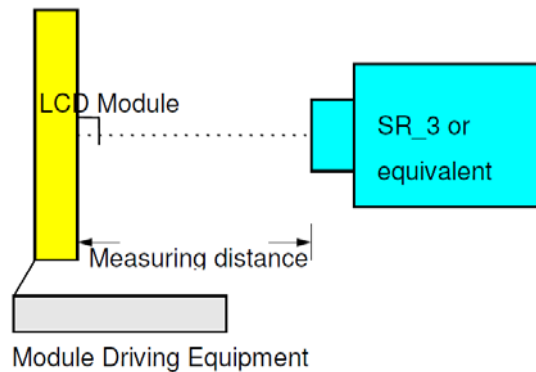 LCD Module
SR_3 or
equivalent
Measuring distance
Module Driving Equipment